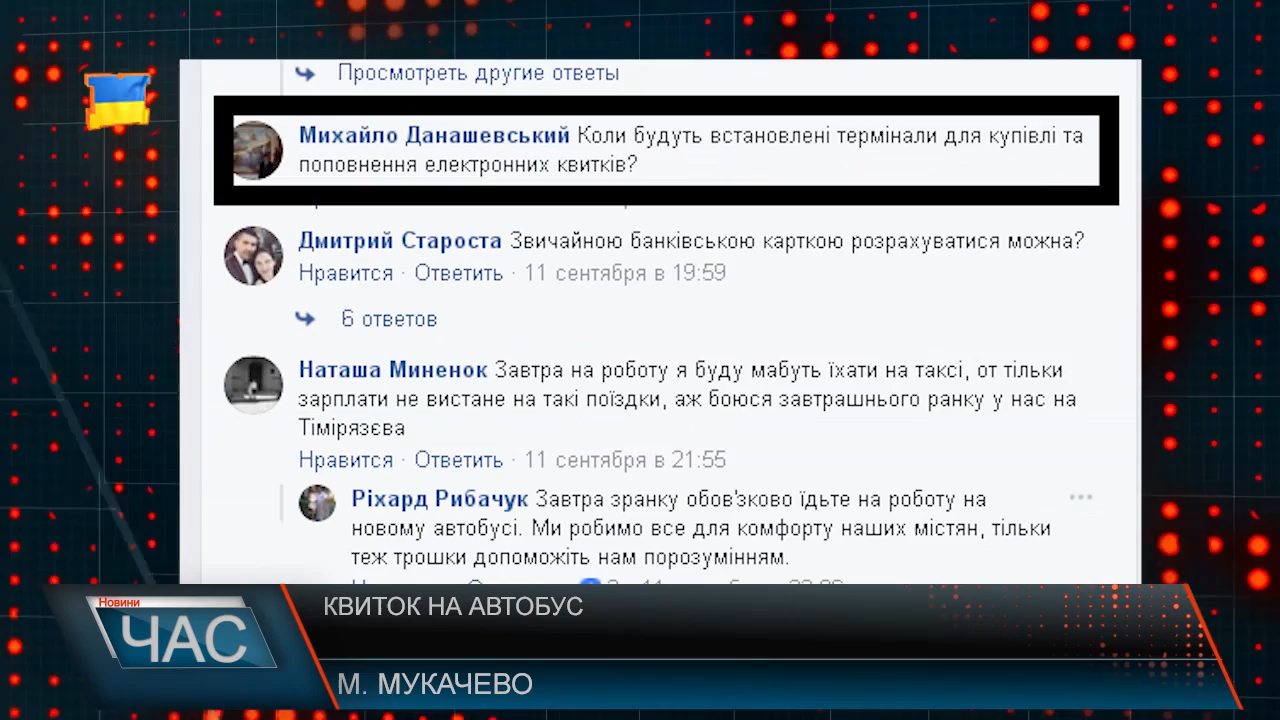 Просмотреть другие ответы
Михайло Данашевський Коли будуть встановлені термінали для купівлі та
поповнення електронних квитків?
Дмитрий Староста Звичайною банківською карткою розрахуватися можна?
Нравится · Ответить · 11 сентября в 19:59
6 ответов
Наташа Миненок Завтра на роботу я буду мабуть їхати на таксі, от тільки
зарплати не вистане на такі поїздки, аж боюся завтрашнього ранку у нас на
Тімірязєва
Нравится · Ответить · 11 сентября в 21:55
Ріхард Рибачук Завтра зранку обов'зково їдьте на роботу на
новому автобусі. Ми робимо все для комфорту наших містян, тільки
теж трошки допоможіть нам порозумінням.
Новини
ЧАС
КВИТОК НА АВТОБУС
М. МУКАЧЕВО